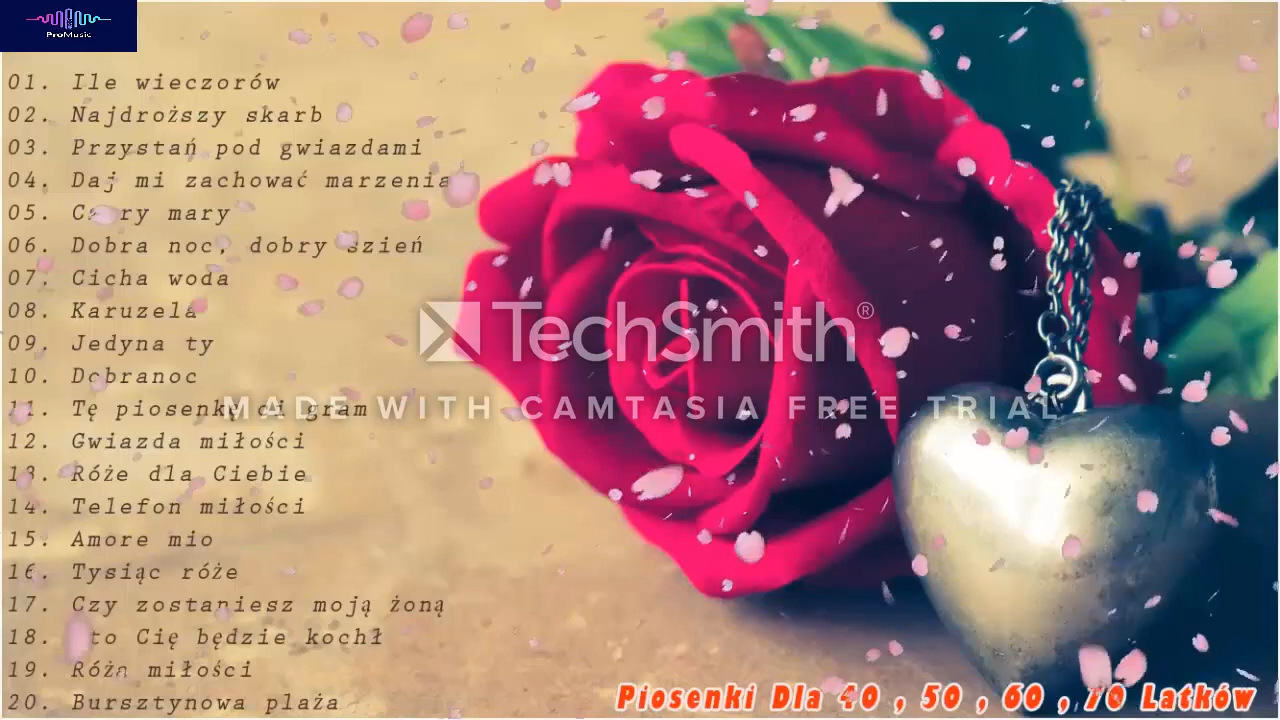 ProMusic
01. Ile wieczorów
02. Najdroższy skarb
03. Przystań pod gwiazdami
04. Daj mi zachować marzenia
05. mary
06. Dobra noc, dobry szień
07. Cicha woda
08. Karuzela
09. Jedyna ty
10. Dobranoc
11. Tę piosenkę ci gram
12. Gwiazda miłości
13. Róże dla Ciebie
14. Telefon miłości
15. Amore mio
16. Tysiąc róże
17. Czy zostaniesz moją żoną
18. to Cię będzie kochł
19. Róża miłości
20. Bursztynowa plaża
TechSmith®
MADE WITH CAMTASIA FREE TRIAL
Piosenki Dla 40 , 50 , 60 , 70 Latków